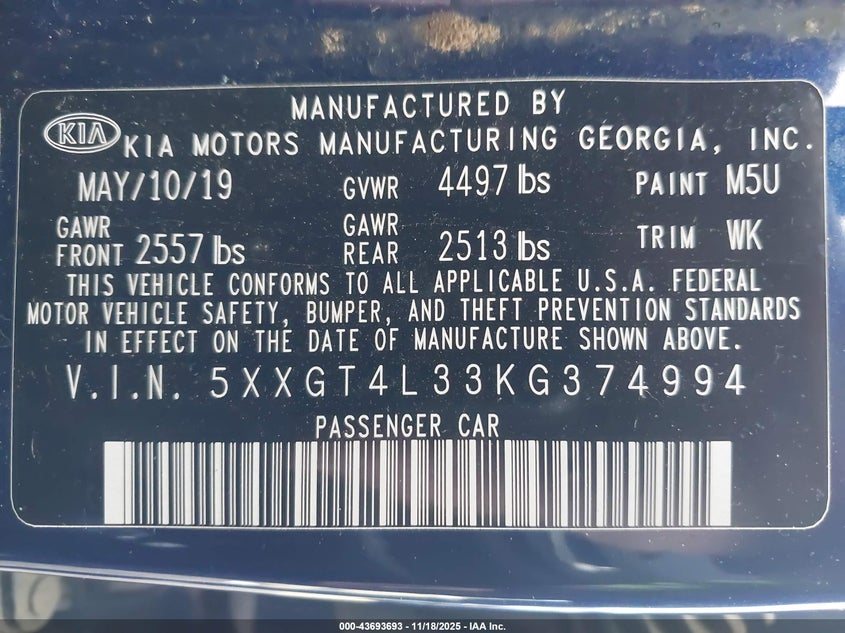 MANUFACTURED BY
KIA KIA MOTORS MANUFACTURING GEORGIA, INC.
MAY/10/19 GVWR 4497 lbs PAINT M5U
GAWR FRONT 2557 lbs GAWR REAR 2513 lbs TRIM WK
THIS VEHICLE CONFORMS TO ALL APPLICABLE U.S.A. FEDERAL
MOTOR VEHICLE SAFETY, BUMPER, AND THEFT PREVENTION STANDARDS
IN EFFECT ON THE DATE OF MANUFACTURE SHOWN ABOVE.
V.I.N. 5XXGT4L33KG374994
PASSENGER CAR
000-43693693 - 11/18/2025 - IAA Inc.